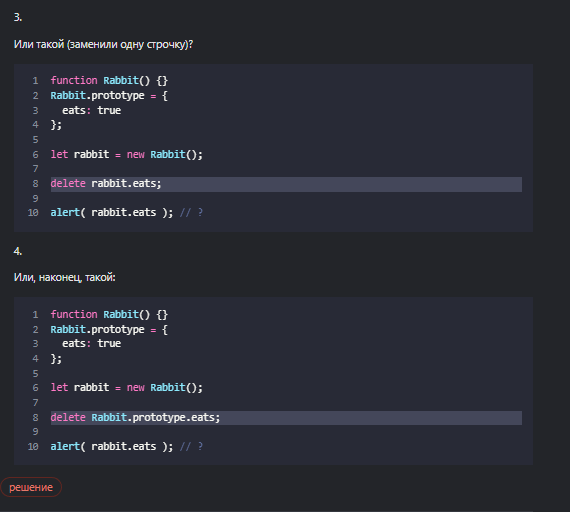 3.
Или такой (заменили одну строчку)?
1 function Rabbit() {}
2 Rabbit.prototype = {
3   eats: true
4 };
5
6 let rabbit = new Rabbit();
7
8 delete rabbit.eats;
9
10 alert( rabbit.eats ); // ?
4.
Или, наконец, такой:
1 function Rabbit() {}
2 Rabbit.prototype = {
3   eats: true
4 };
5
6 let rabbit = new Rabbit();
7
8 delete Rabbit.prototype.eats;
9
10 alert( rabbit.eats ); // ?
решение